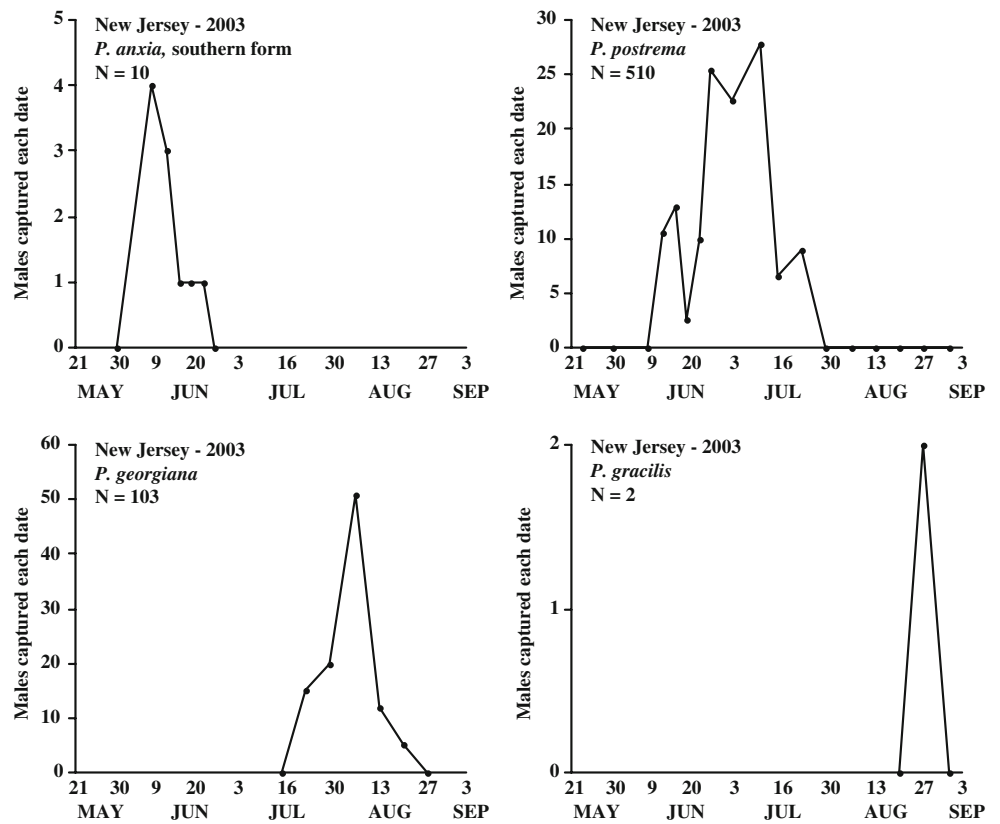 New Jersey - 2003
P. anxia, southern form
N = 10
Males captured each date
5
4
3
2
1
0
21 30 9 20 3 16 30 13 27 3
MAY JUN JUL AUG SEP
New Jersey - 2003
P. postrema
N = 510
Males captured each date
30
25
20
15
10
5
0
21 30 9 20 3 16 30 13 27 3
MAY JUN JUL AUG SEP
New Jersey - 2003
P. georgiana
N = 103
Males captured each date
60
50
40
30
20
10
0
21 30 9 20 3 16 30 13 27 3
MAY JUN JUL AUG SEP
New Jersey - 2003
P. gracilis
N = 2
Males captured each date
2
1
0
21 30 9 20 3 16 30 13 27 3
MAY JUN JUL AUG SEP